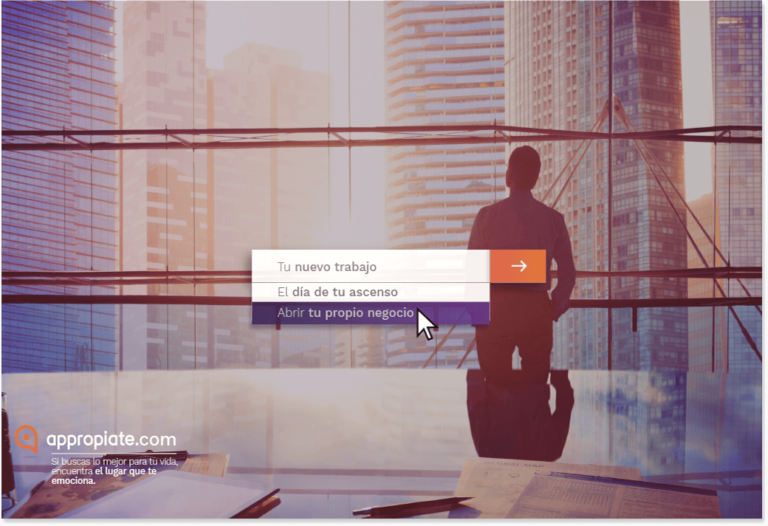 Tu nuevo trabajo
El día de tu ascenso
Abrir tu propio negocio
appropiate.com
Si buscas lo mejor para tu vida,
encuentra el lugar que te
emociona.